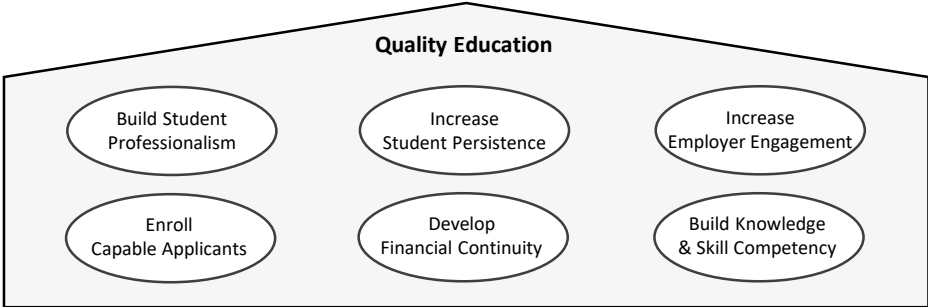 Quality Education
Build Student
Professionalism
Increase
Student Persistence
Increase
Employer Engagement
Enroll
Capable Applicants
Develop
Financial Continuity
Build Knowledge
& Skill Competency